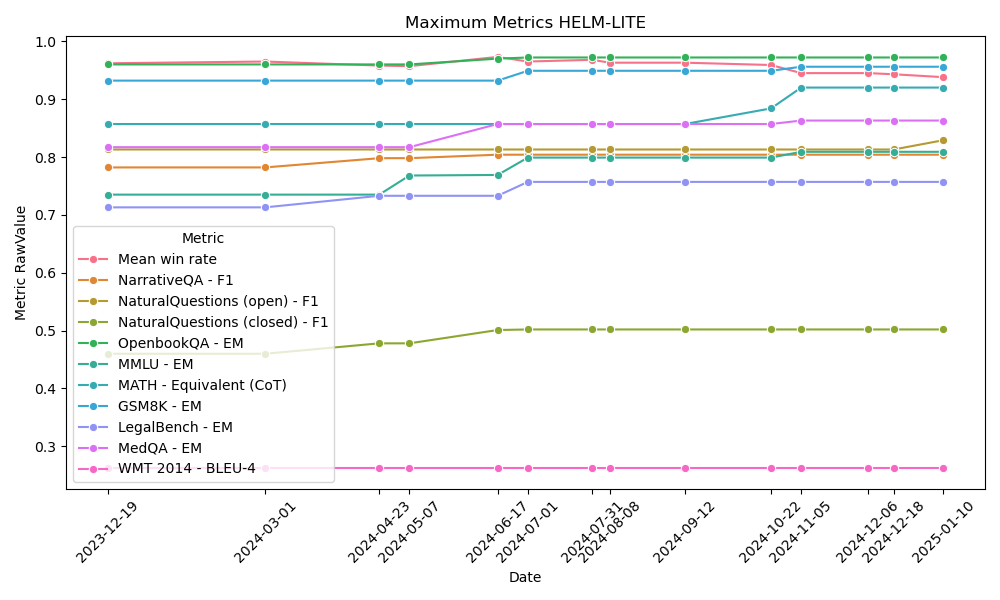 Maximum Metrics HELM-LITE
Metric RawValue
1.0
0.9
0.8
0.7
0.6
0.5
0.4
0.3
Metric
Mean win rate
NarrativeQA - F1
NaturalQuestions (open) - F1
NaturalQuestions (closed) - F1
OpenbookQA - EM
MMLU - EM
MATH - Equivalent (CoT)
GSM8K - EM
LegalBench - EM
MedQA - EM
WMT 2014 - BLEU-4
2023-12-19
2024-03-01
2024-04-23
2024-05-07
2024-06-17
2024-07-01
2024-07-31
2024-08-08
2024-09-12
2024-10-22
2024-11-05
2024-12-06
2024-12-18
2025-01-10
Date